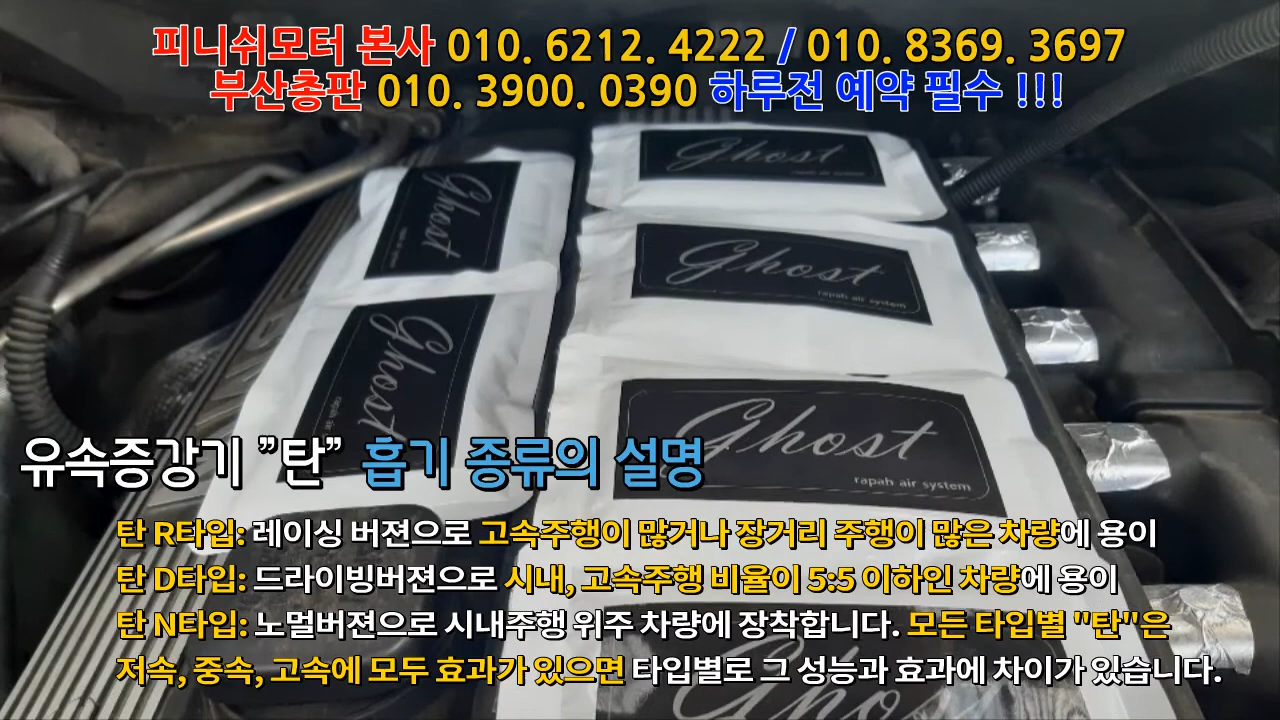 피니쉬모터 본사 010. 6212. 4222 / 010. 8369. 3697
부산총판 010. 3900. 0390 하루전 예약 필수 !!!
Ghost
Ghost
Ghost
rapah air system
Ghost
rapah air system
Ghost
rapah air system
유속증강기 ”탄” 흡기 종류의 설명
탄 R타입: 레이싱 버젼으로 고속주행이 많거나 장거리 주행이 많은 차량에 용이
탄 D타입: 드라이빙버젼으로 시내, 고속주행 비율이 5:5 이하인 차량에 용이
탄 N타입: 노멀버젼으로 시내주행 위주 차량에 장착합니다. 모든 타입별 "탄"은
저속, 중속, 고속에 모두 효과가 있으면 타입별로 그 성능과 효과에 차이가 있습니다.
Ghost